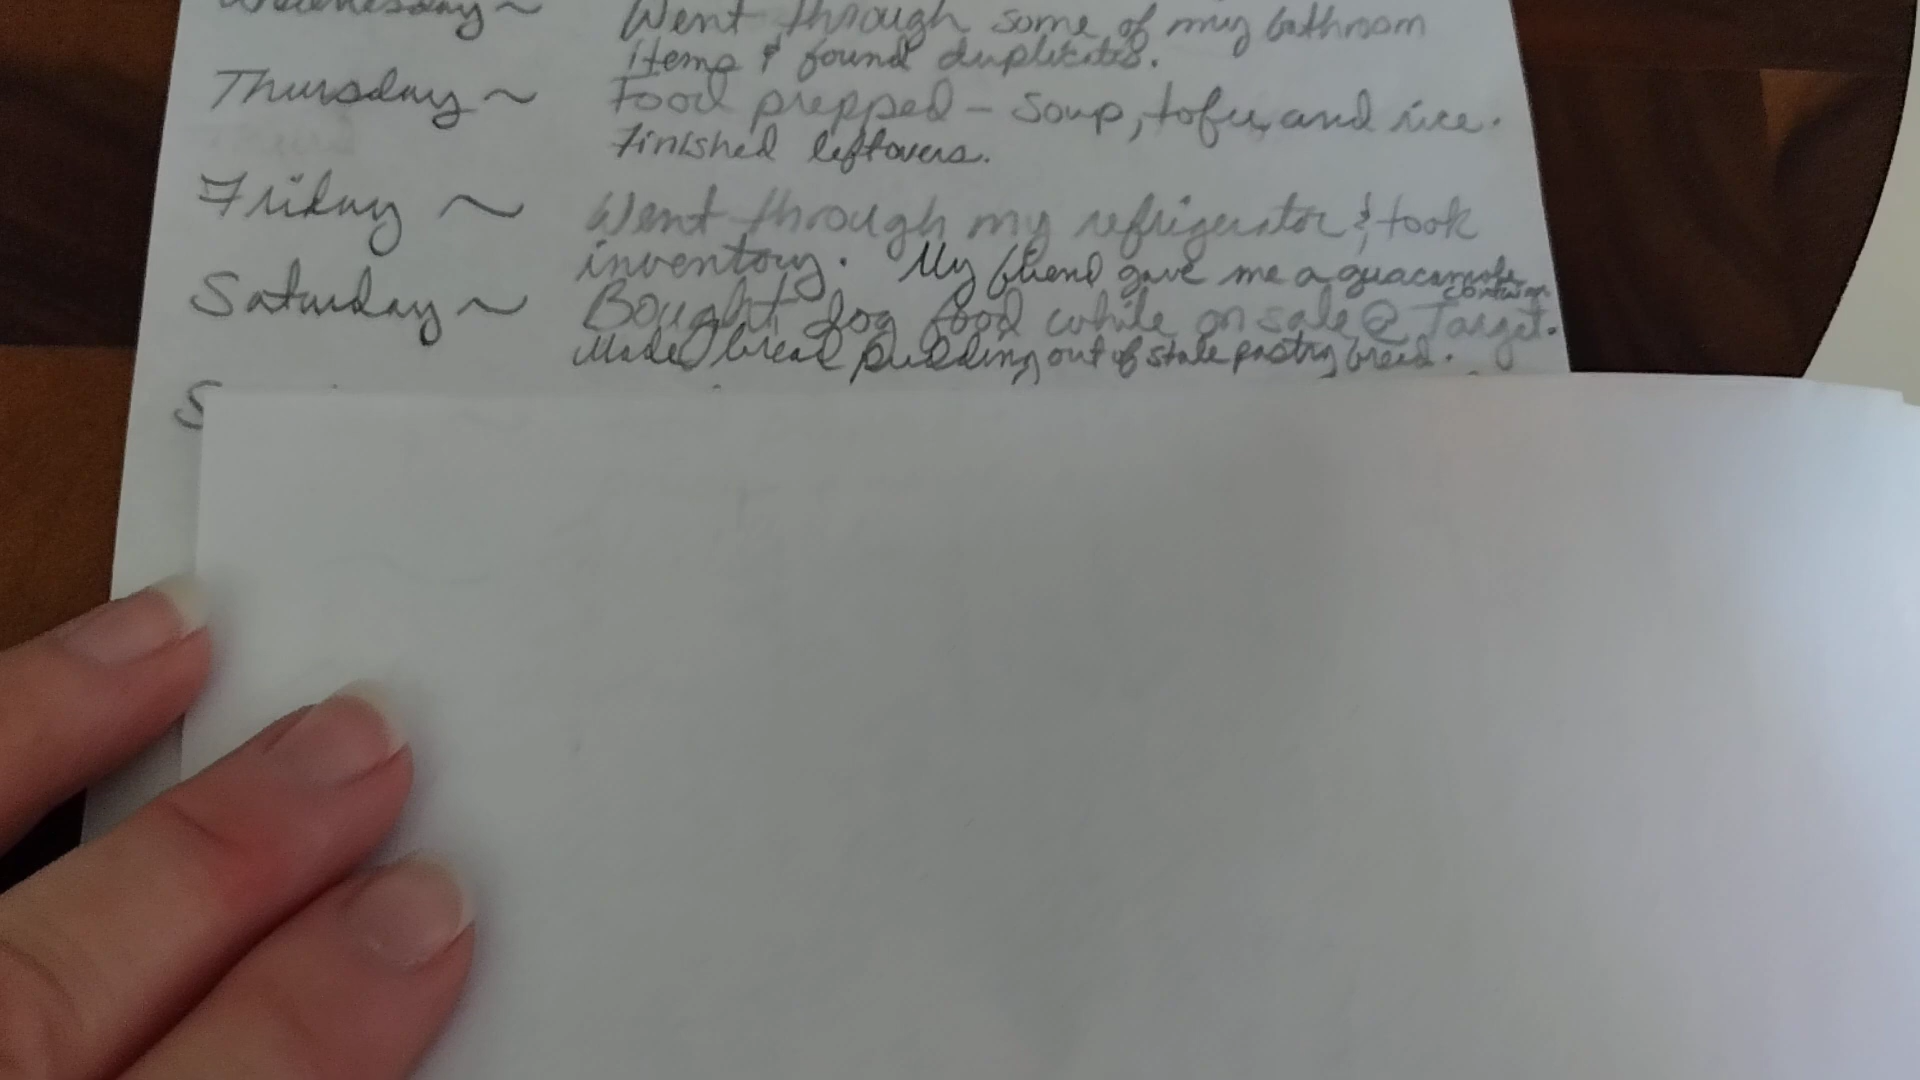 Wednesday ~ Went through some of my bathroom
items & found duplicates.
Thursday ~ Food prepped - Soup, tofu, and rice.
Finished leftovers.
Friday ~ Went through my refrigerator & took
inventory. My friend gave me a guacamole
container
Saturday ~ Bought dog food while on sale @ Target.
Made bread pudding out of stale pastry bread.
S